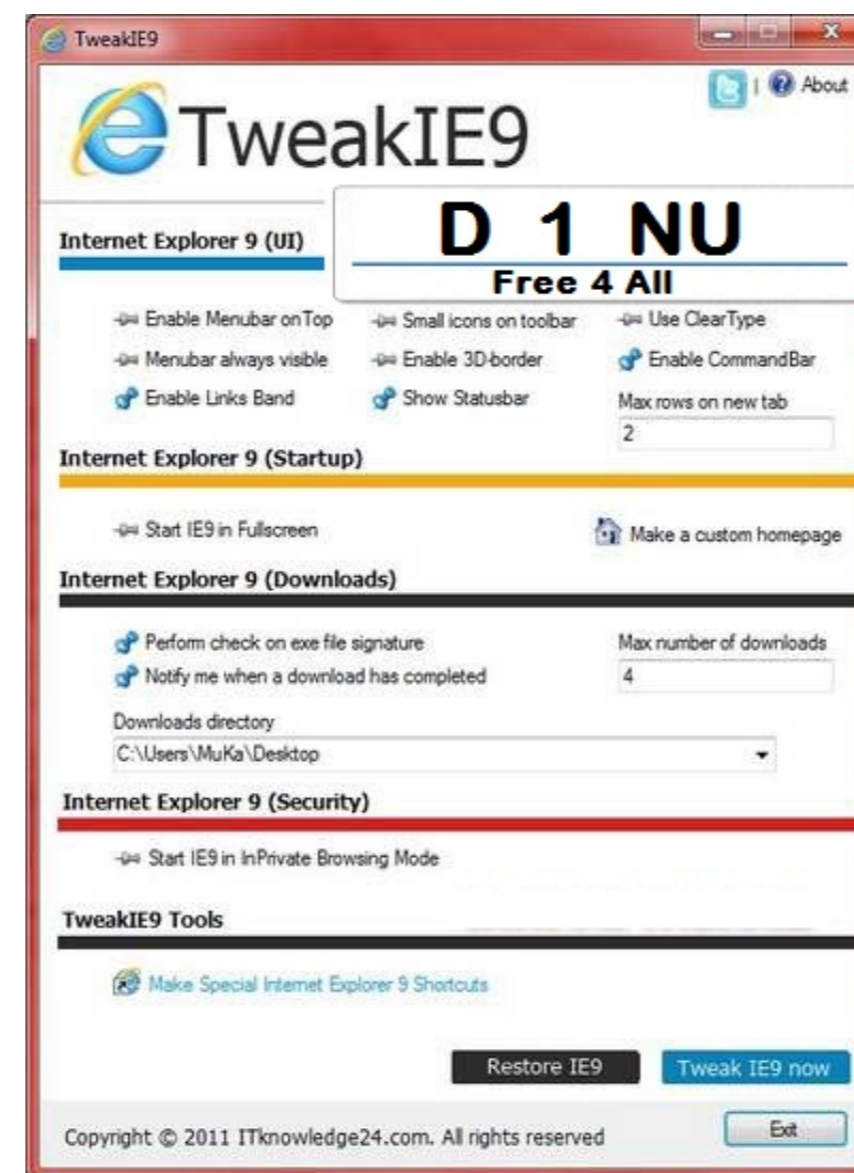 TweakIE9
| About
TweakIE9
D 1 NU
Free 4 All
Internet Explorer 9 (UI)
Enable Menubar on Top Small icons on toolbar Use ClearType
Menubar always visible Enable 3D-border Enable CommandBar
Enable Links Band Show Statusbar Max rows on new tab
2
Internet Explorer 9 (Startup)
Start IE9 in Fullscreen Make a custom homepage
Internet Explorer 9 (Downloads)
Perform check on exe file signature Max number of downloads
Notify me when a download has completed 4
Downloads directory
C:\Users\MuKa\Desktop
Internet Explorer 9 (Security)
Start IE9 in InPrivate Browsing Mode
TweakIE9 Tools
Make Special Internet Explorer 9 Shortcuts
Restore IE9 Tweak IE9 now
Copyright © 2011 ITknowledge24.com. All rights reserved Exit